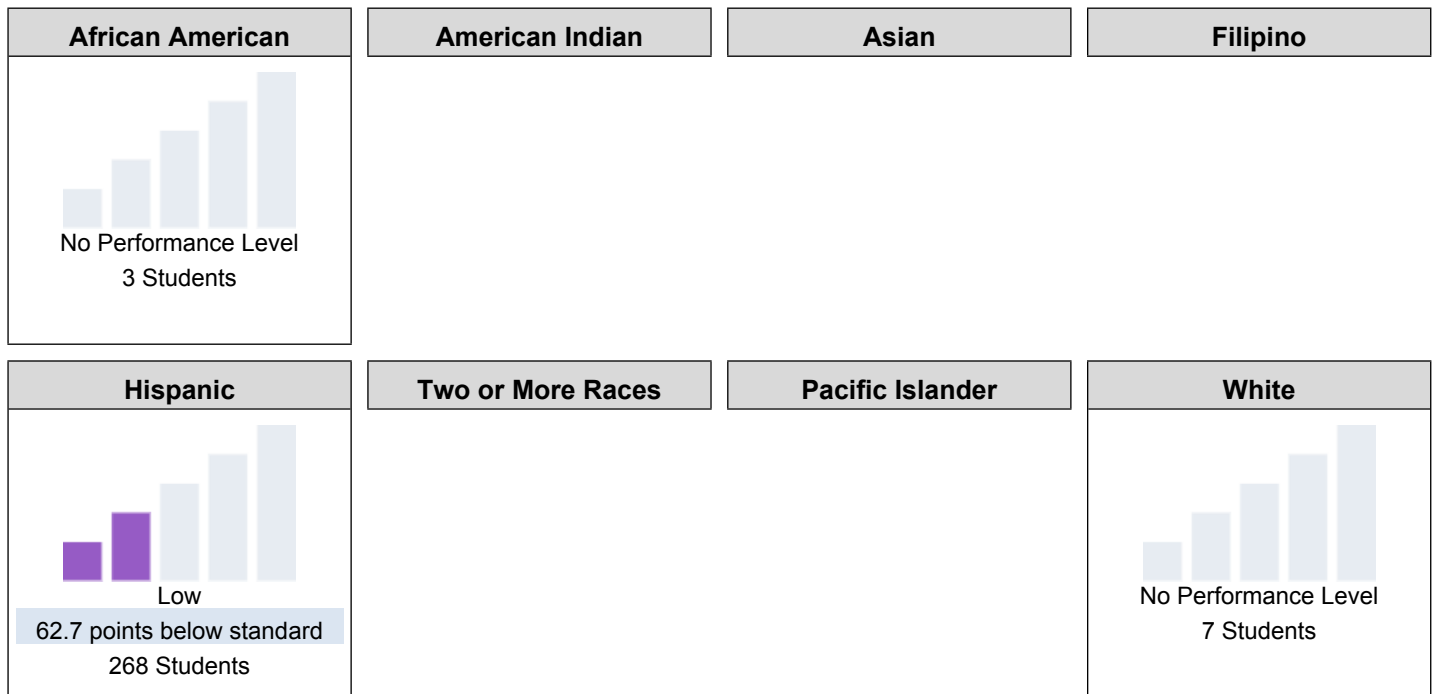 African American
American Indian
Asian
Filipino
No Performance Level
3 Students
Hispanic
Two or More Races
Pacific Islander
White
Low
62.7 points below standard
268 Students
No Performance Level
7 Students